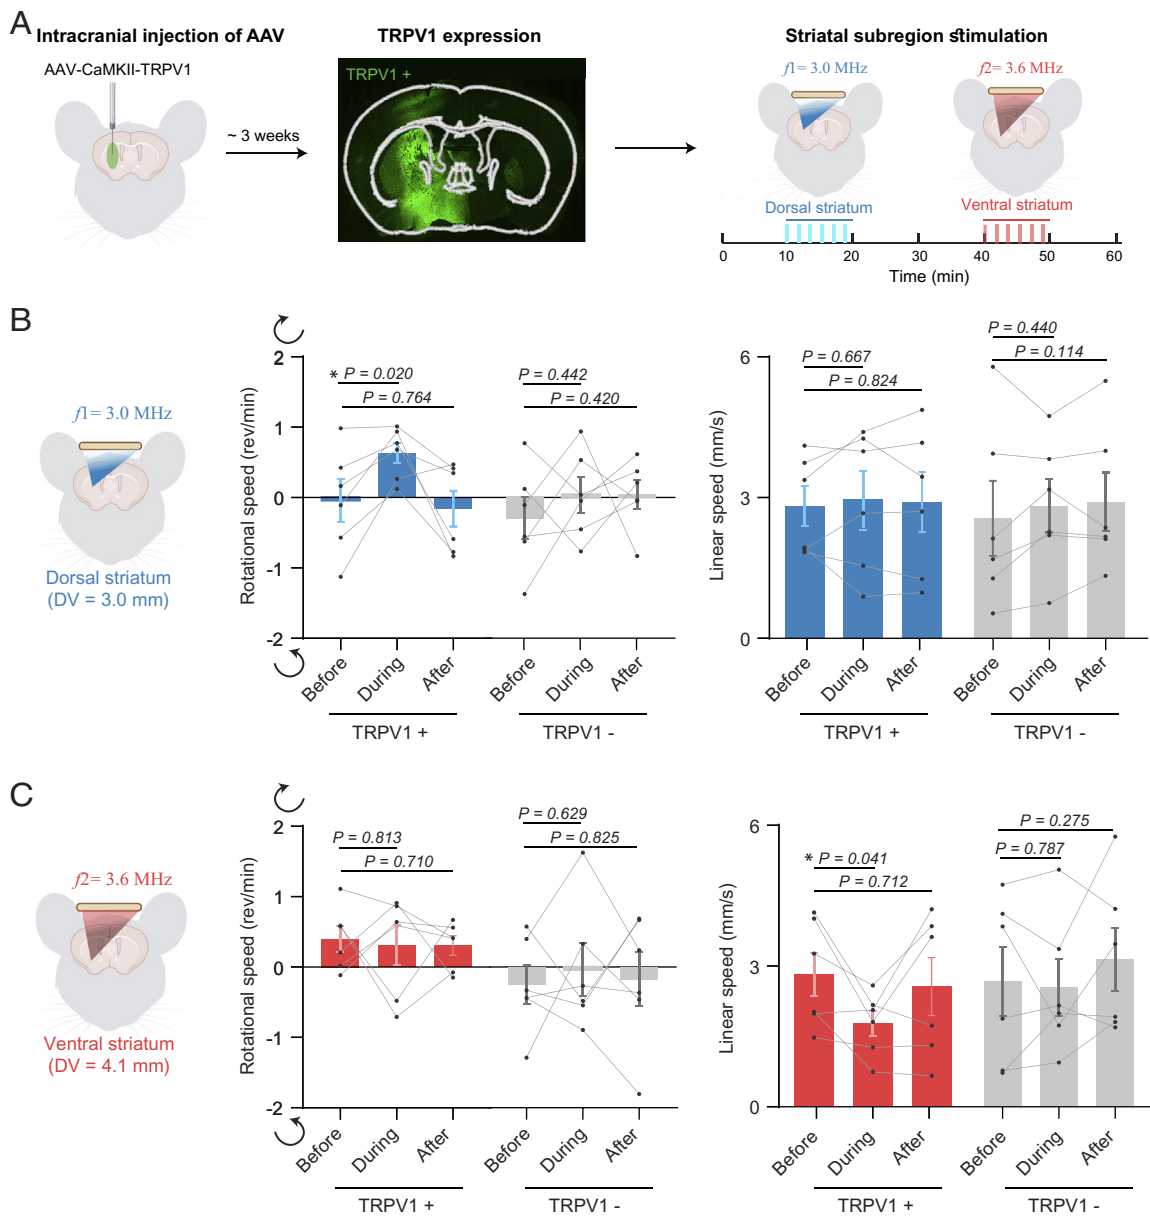 A
Intracranial injection of AAV
TRPV1 expression
Striatal subregion stimulation
AAV-CaMKII-TRPV1
TRPV1 +
f1= 3.0 MHz
f2= 3.6 MHz
~ 3 weeks
Dorsal striatum
Ventral striatum
0
10
20
30
40
50
60
Time (min)
B
f1= 3.0 MHz
Dorsal striatum
(DV = 3.0 mm)
Rotational speed (rev/min)
2
1
0
-1
-2
* P = 0.020
P = 0.764
P = 0.442
P = 0.420
Before
During
After
Before
During
After
TRPV1 +
TRPV1 -
Linear speed (mm/s)
6
3
0
P = 0.667
P = 0.824
P = 0.440
P = 0.114
Before
During
After
Before
During
After
TRPV1 +
TRPV1 -
C
f2= 3.6 MHz
Ventral striatum
(DV = 4.1 mm)
Rotational speed (rev/min)
2
1
0
-1
-2
P = 0.813
P = 0.710
P = 0.629
P = 0.825
Before
During
After
Before
During
After
TRPV1 +
TRPV1 -
Linear speed (mm/s)
6
3
0
* P = 0.041
P = 0.712
P = 0.275
P = 0.787
Before
During
After
Before
During
After
TRPV1 +
TRPV1 -